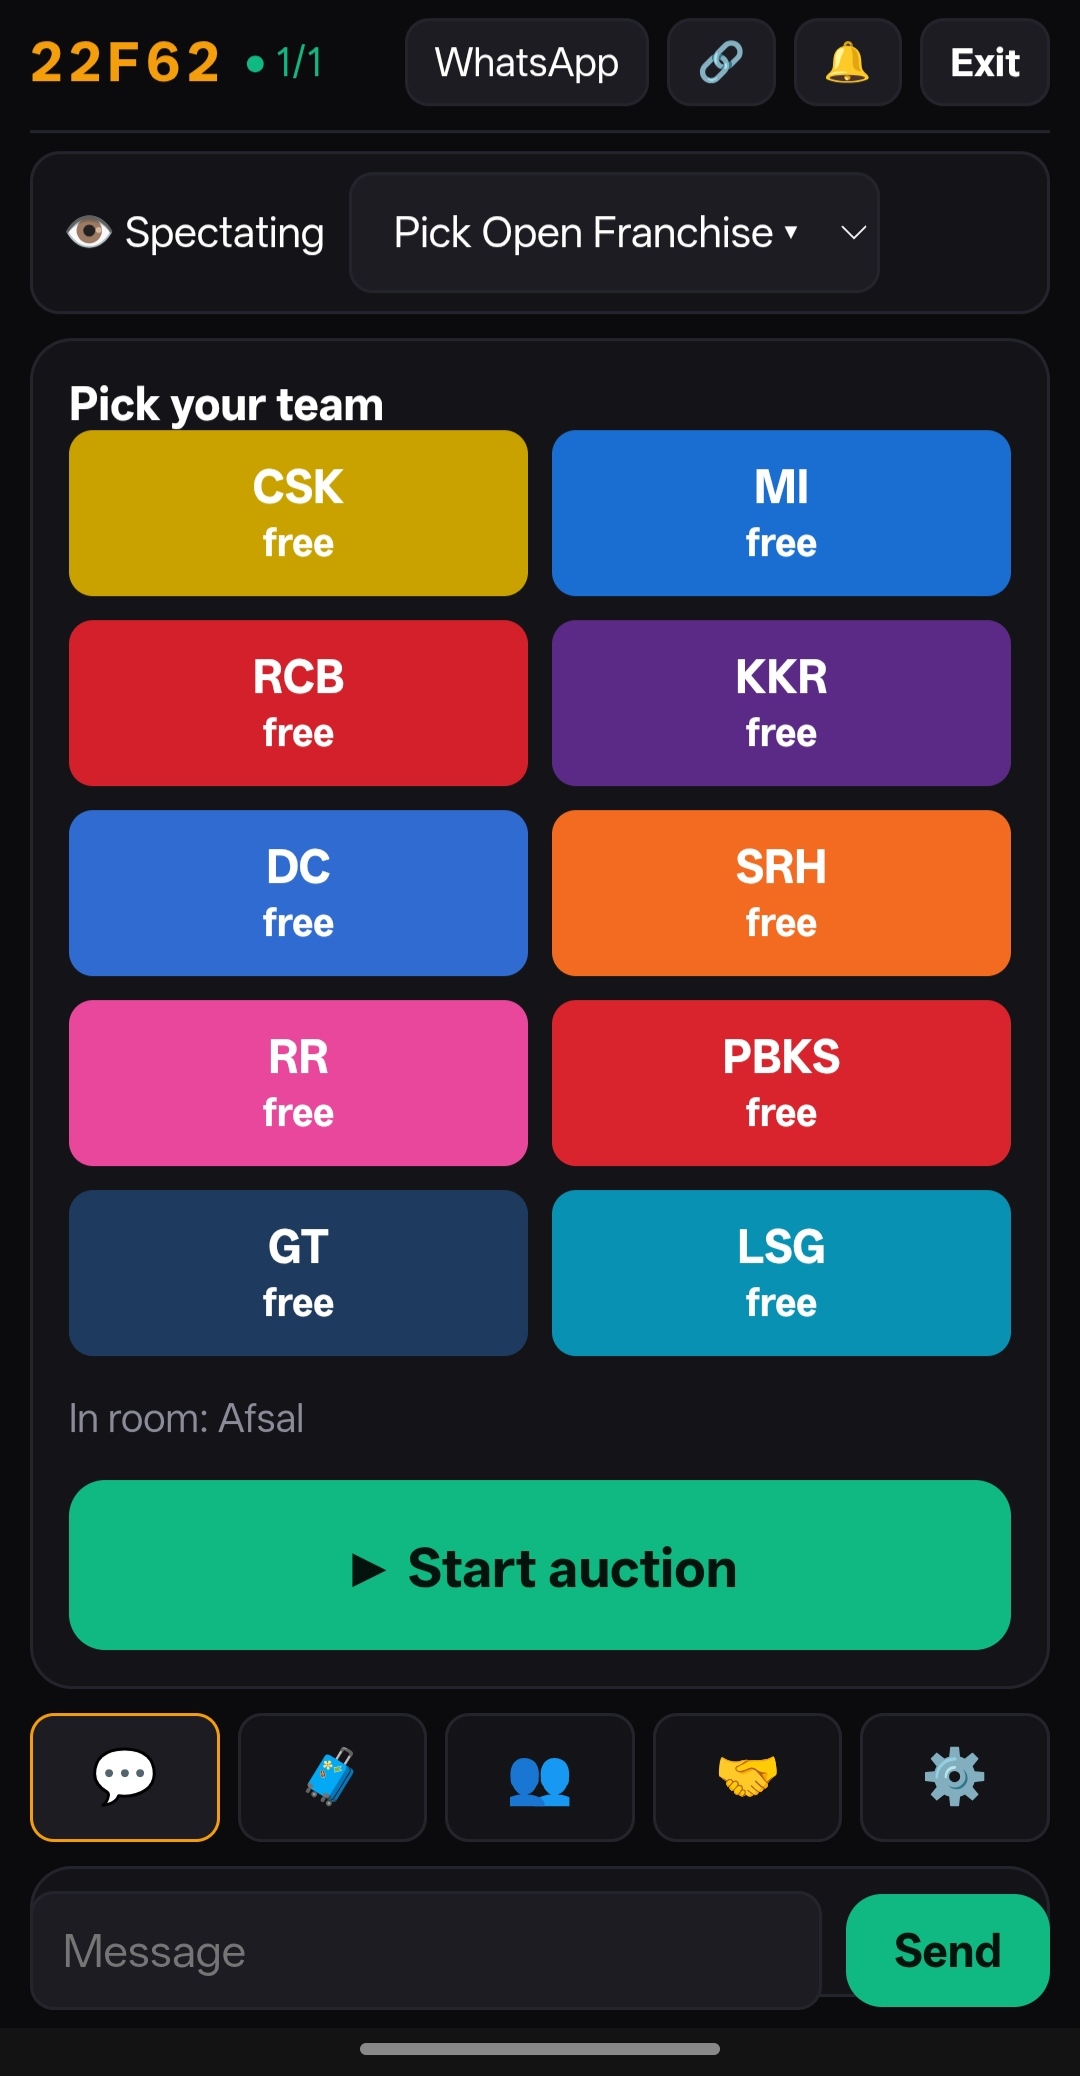 22F62 ● 1/1 WhatsApp 🔗 🔔 Exit
👁️ Spectating Pick Open Franchise ▾
Pick your team
CSK
free
MI
free
RCB
free
KKR
free
DC
free
SRH
free
RR
free
PBKS
free
GT
free
LSG
free
In room: Afsal
▶ Start auction
Message
Send